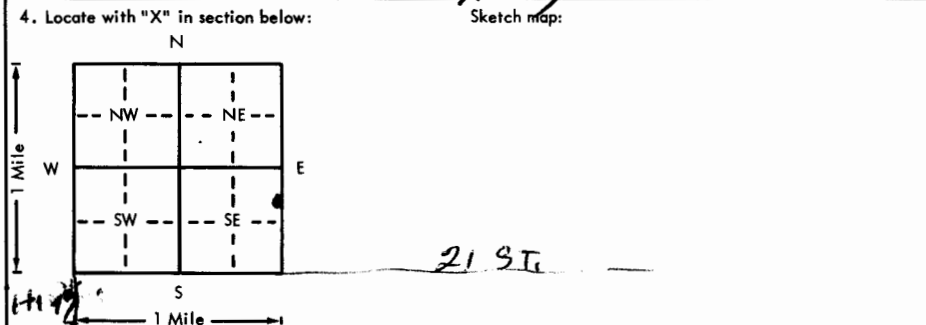 4. Locate with "X" in section below:
Sketch map:
N
NW
NE
1 Mile
W
E
SW
SE
21 ST.
S
1 Mile